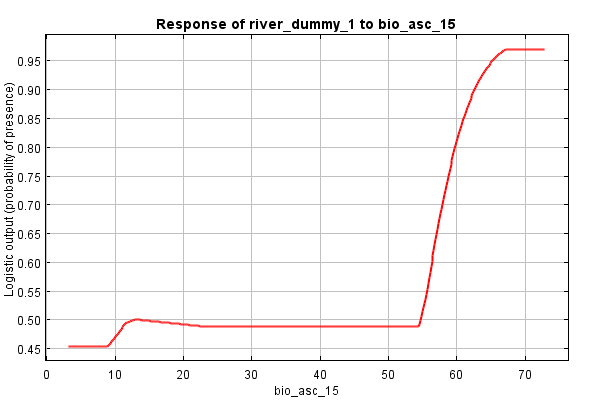 Response of river_dummy_1 to bio_asc_15
Logistic output (probability of presence)
0.95
0.90
0.85
0.80
0.75
0.70
0.65
0.60
0.55
0.50
0.45
0 10 20 30 40 50 60 70
bio_asc_15